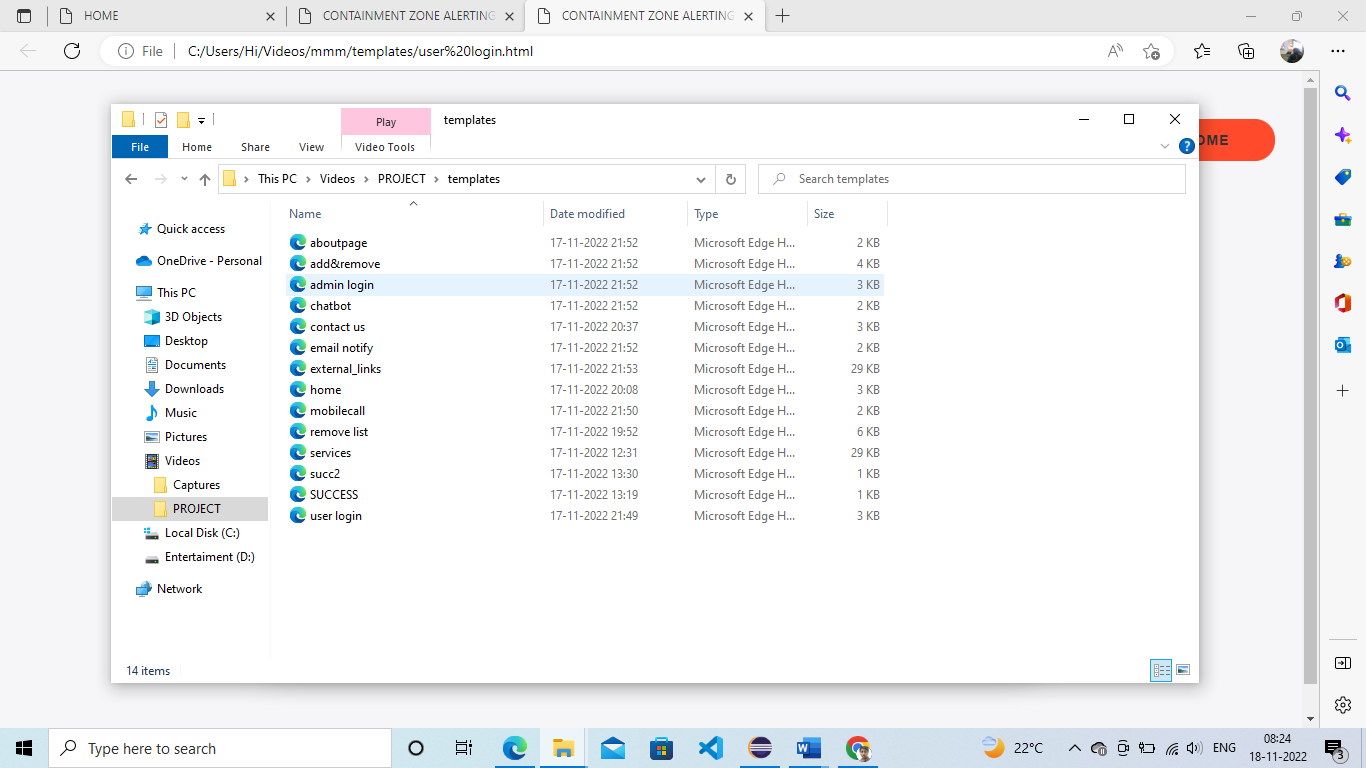 HOME
CONTAINMENT ZONE ALERTING
CONTAINMENT ZONE ALERTING
File
C:/Users/Hi/Videos/mmm/templates/user%20login.html
Play
templates
File
Home
Share
View
Video Tools
OME
This PC
Videos
PROJECT
templates
Search templates
Quick access
OneDrive - Personal
This PC
3D Objects
Desktop
Documents
Downloads
Music
Pictures
Videos
Captures
PROJECT
Local Disk (C:)
Entertaiment (D:)
Network
Name Date modified Type Size
aboutpage 17-11-2022 21:52 Microsoft Edge H... 2 KB
add&remove 17-11-2022 21:52 Microsoft Edge H... 4 KB
admin login 17-11-2022 21:52 Microsoft Edge H... 3 KB
chatbot 17-11-2022 21:52 Microsoft Edge H... 2 KB
contact us 17-11-2022 20:37 Microsoft Edge H... 3 KB
email notify 17-11-2022 21:52 Microsoft Edge H... 2 KB
external_links 17-11-2022 21:53 Microsoft Edge H... 29 KB
home 17-11-2022 20:08 Microsoft Edge H... 3 KB
mobilecall 17-11-2022 21:50 Microsoft Edge H... 2 KB
remove list 17-11-2022 19:52 Microsoft Edge H... 6 KB
services 17-11-2022 12:31 Microsoft Edge H... 29 KB
succ2 17-11-2022 13:30 Microsoft Edge H... 1 KB
SUCCESS 17-11-2022 13:19 Microsoft Edge H... 1 KB
user login 17-11-2022 21:49 Microsoft Edge H... 3 KB
14 items
Type here to search
22°C
ENG
08:24
18-11-2022
3